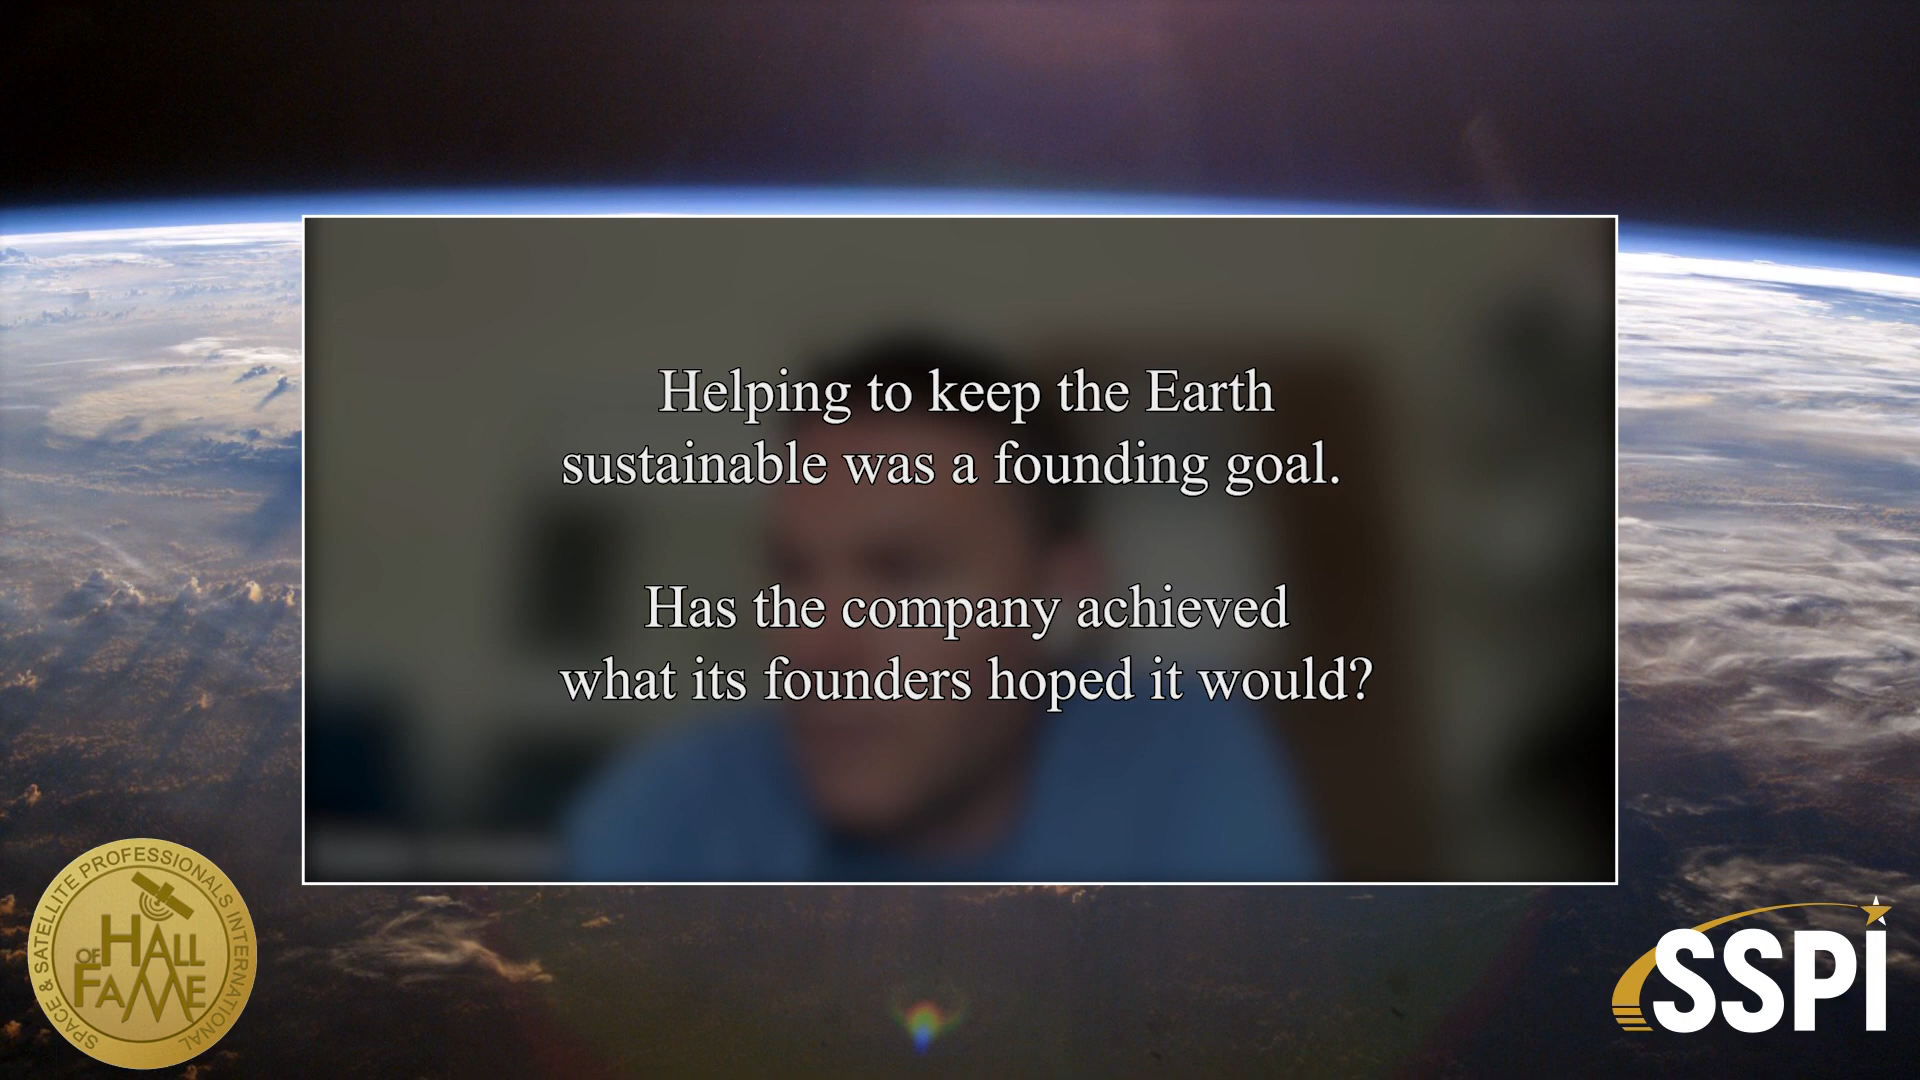 Helping to keep the Earth
sustainable was a founding goal.
Has the company achieved
what its founders hoped it would?
SPACE & SATELLITE PROFESSIONALS INTERNATIONAL
HALL
OF
FAME
SSPI